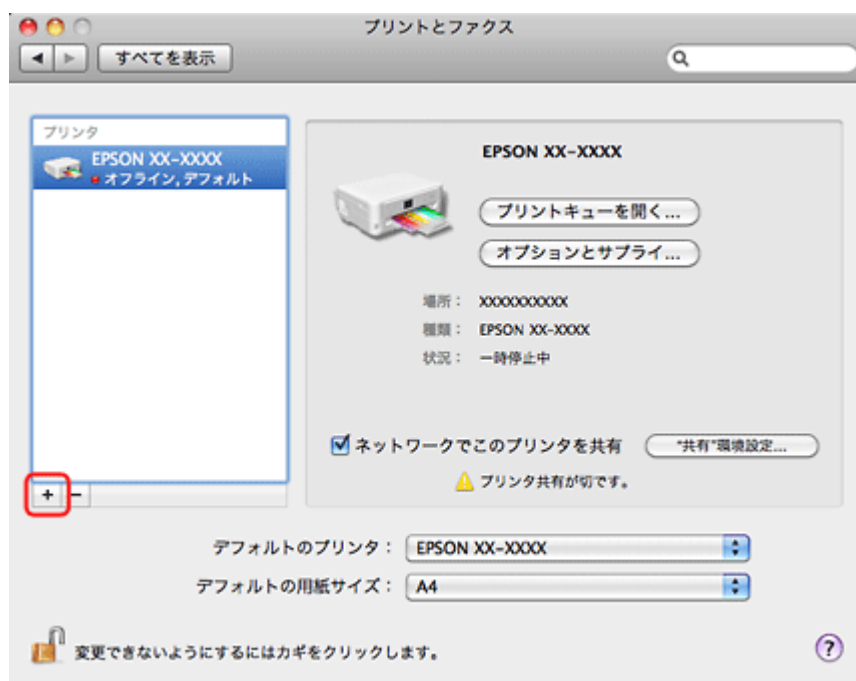 プリントとファクス
すべてを表示
プリンタ
EPSON XX-XXXX
オフライン, デフォルト
EPSON XX-XXXX
プリントキューを開く...
オプションとサプライ...
場所： XXXXXXXXXX
種類： EPSON XX-XXXX
状況： 一時停止中
ネットワークでこのプリンタを共有 "共有"環境設定...
プリンタ共有が切です。
+ −
デフォルトのプリンタ： EPSON XX-XXXX
デフォルトの用紙サイズ： A4
変更できないようにするにはカギをクリックします。 ?